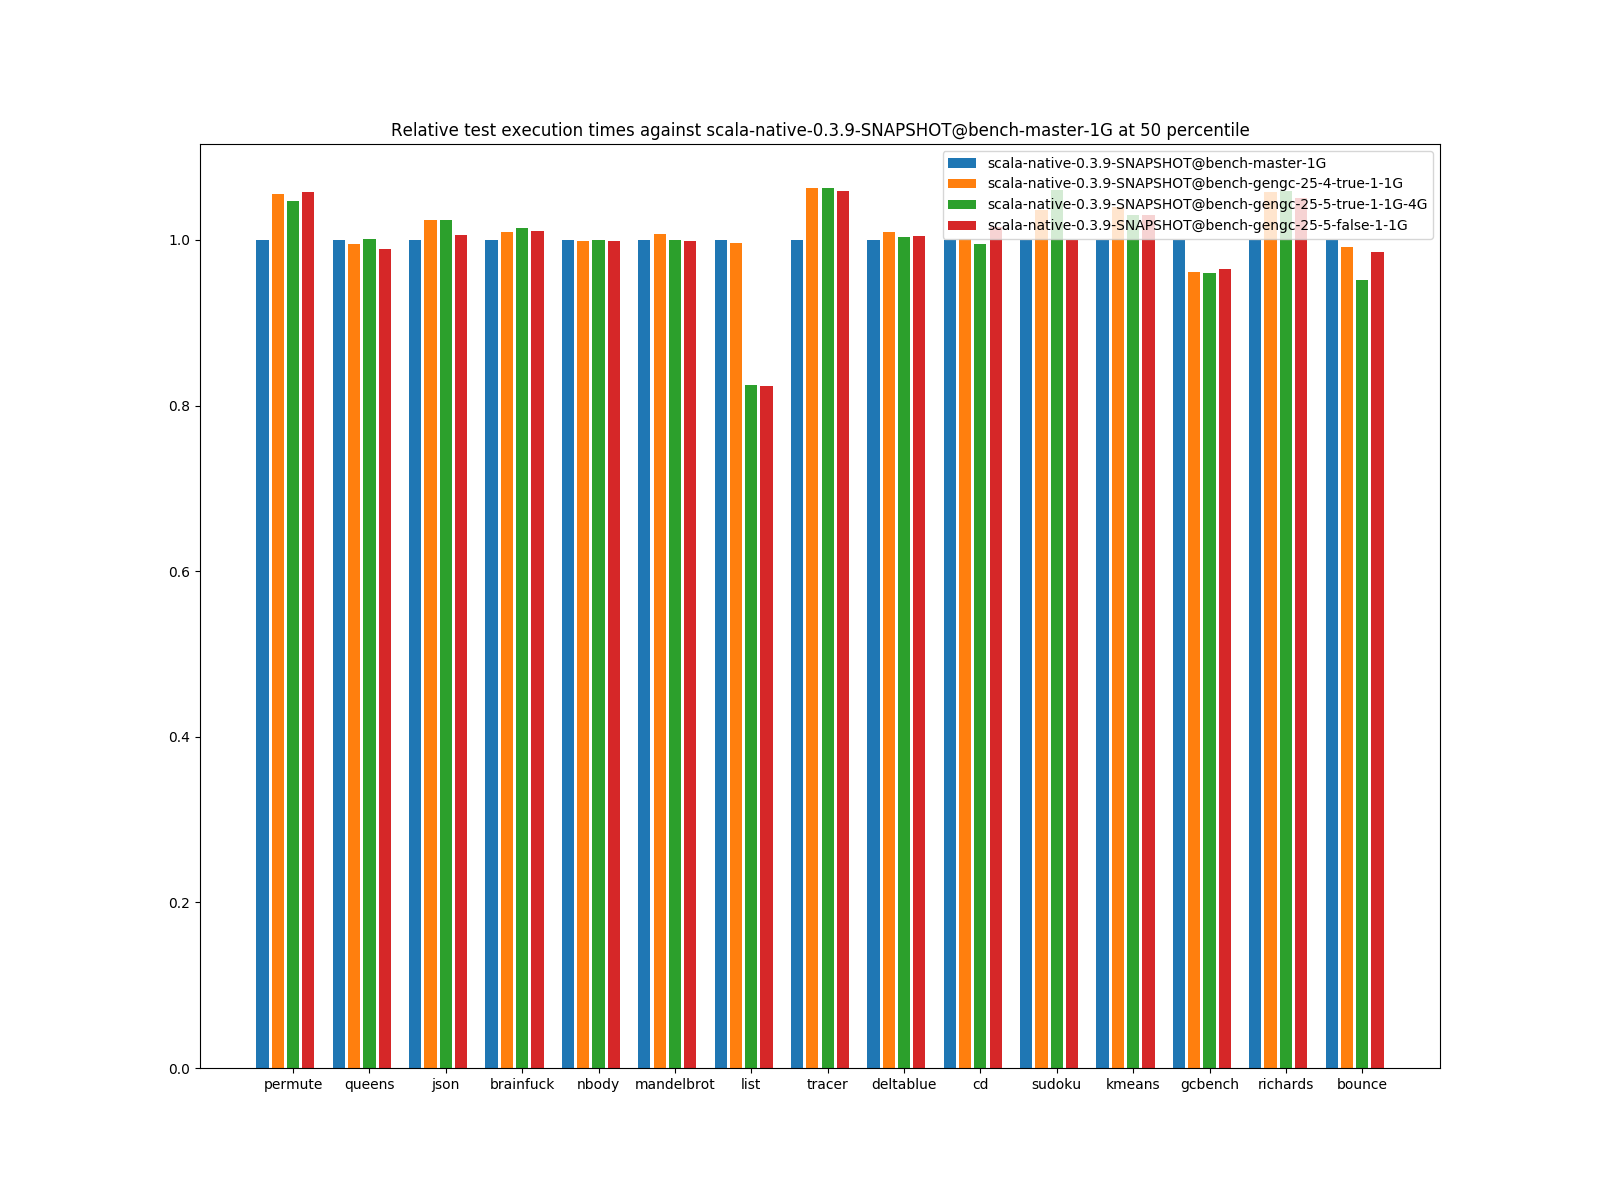 Relative test execution times against scala-native-0.3.9-SNAPSHOT@bench-master-1G at 50 percentile
scala-native-0.3.9-SNAPSHOT@bench-master-1G
scala-native-0.3.9-SNAPSHOT@bench-gengc-25-4-true-1-1G
scala-native-0.3.9-SNAPSHOT@bench-gengc-25-5-true-1-1G-4G
scala-native-0.3.9-SNAPSHOT@bench-gengc-25-5-false-1-1G
1.0
0.8
0.6
0.4
0.2
0.0
permute queens json brainfuck nbody mandelbrot list tracer deltablue cd sudoku kmeans gcbench richards bounce